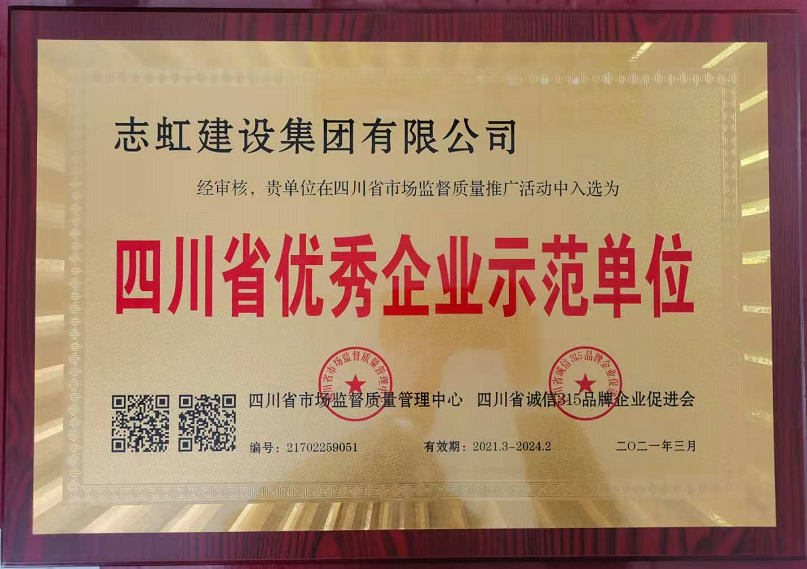 志虹建设集团有限公司
经审核，贵单位在四川省市场监督质量推广活动中入选为
四川省优秀企业示范单位
四川省市场监督质量管理中心 四川省诚信315品牌企业促进会
编号：21702259051 有效期：2021.3-2024.2 二〇二一年三月